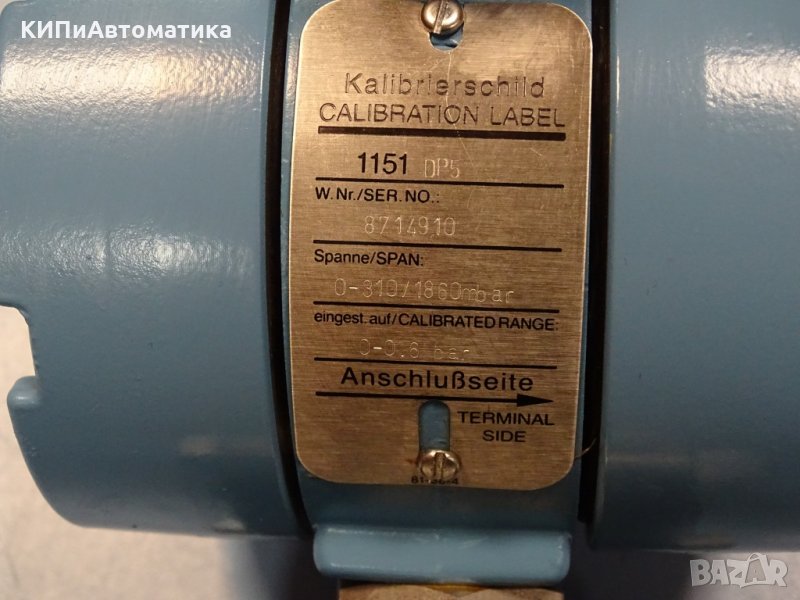 КИПиАвтоматика
Kalibrierschild
CALIBRATION LABEL
1151 DP5
W.Nr./SER.NO.:
8714910
Spanne/SPAN:
0-310/1860mbar
eingest.auf/CALIBRATED RANGE:
0-0.6 bar
Anschlußseite
TERMINAL
SIDE
BAZAR